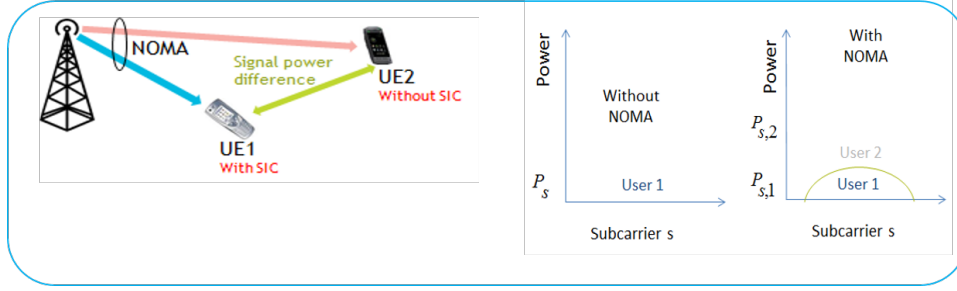 NOMA
Signal power
difference
UE2
Without SIC
UE1
With SIC
Power
Without
NOMA
P_s
User 1
Subcarrier s
Power
With
NOMA
P_s,2
User 2
P_s,1
User 1
Subcarrier s